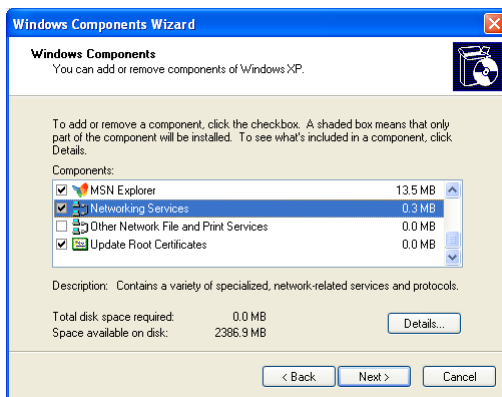 Windows Components Wizard
Windows Components
You can add or remove components of Windows XP.
To add or remove a component, click the checkbox. A shaded box means that only
part of the component will be installed. To see what's included in a component, click
Details.
Components:
MSN Explorer 13.5 MB
Networking Services 0.3 MB
Other Network File and Print Services 0.0 MB
Update Root Certificates 0.0 MB
Description: Contains a variety of specialized, network-related services and protocols.
Total disk space required: 0.0 MB
Space available on disk: 2386.9 MB
Details...
< Back Next > Cancel